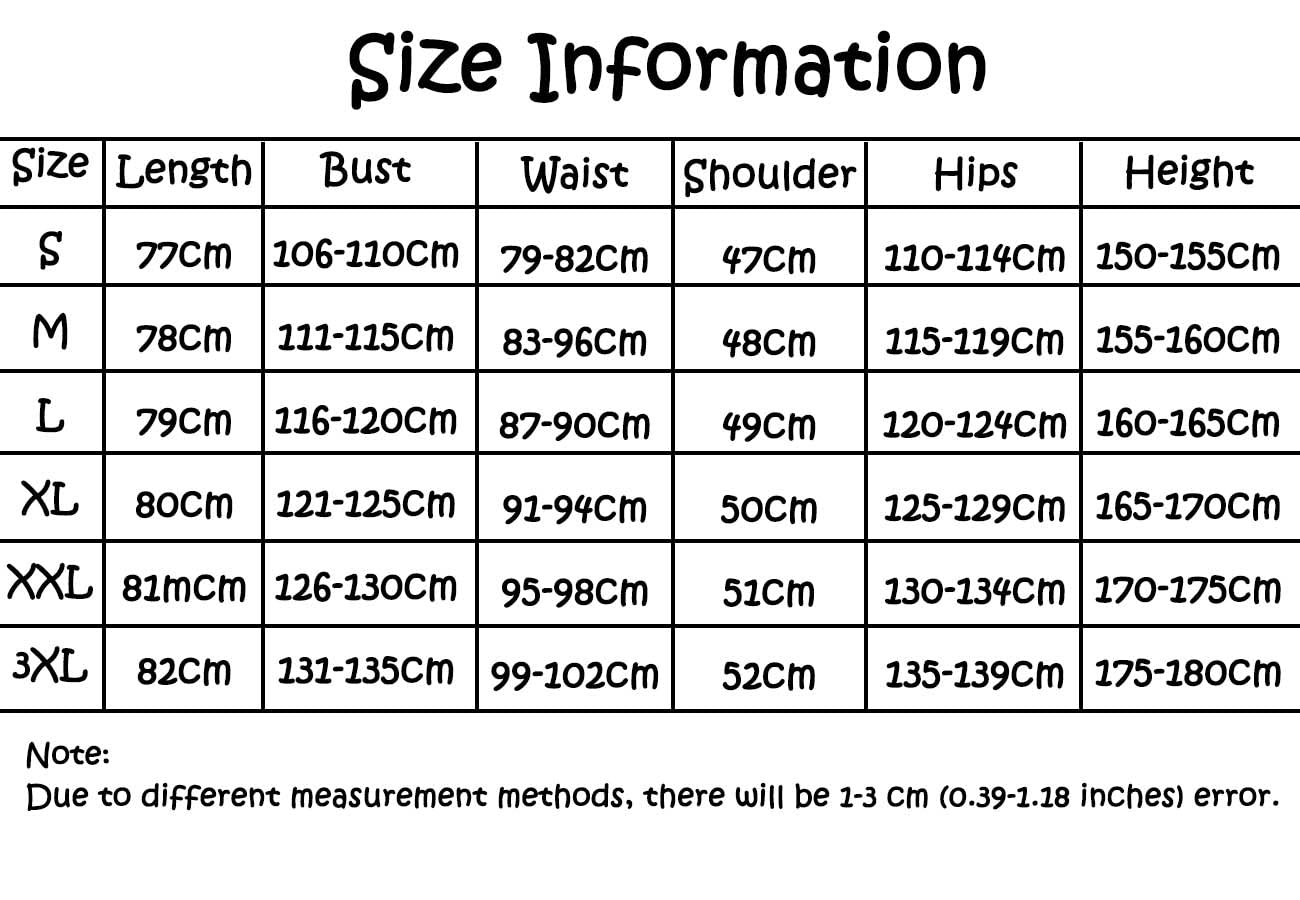 Size Information
Size Length Bust Waist Shoulder Hips Height
S 77cm 106-110cm 79-82cm 47cm 110-114cm 150-155cm
M 78cm 111-115cm 83-96cm 48cm 115-119cm 155-160cm
L 79cm 116-120cm 87-90cm 49cm 120-124cm 160-165cm
XL 80cm 121-125cm 91-94cm 50cm 125-129cm 165-170cm
XXL 81mcm 126-130cm 95-98cm 51cm 130-134cm 170-175cm
3XL 82cm 131-135cm 99-102cm 52cm 135-139cm 175-180cm
Note:
Due to different measurement methods, there will be 1-3 cm (0.39-1.18 inches) error.